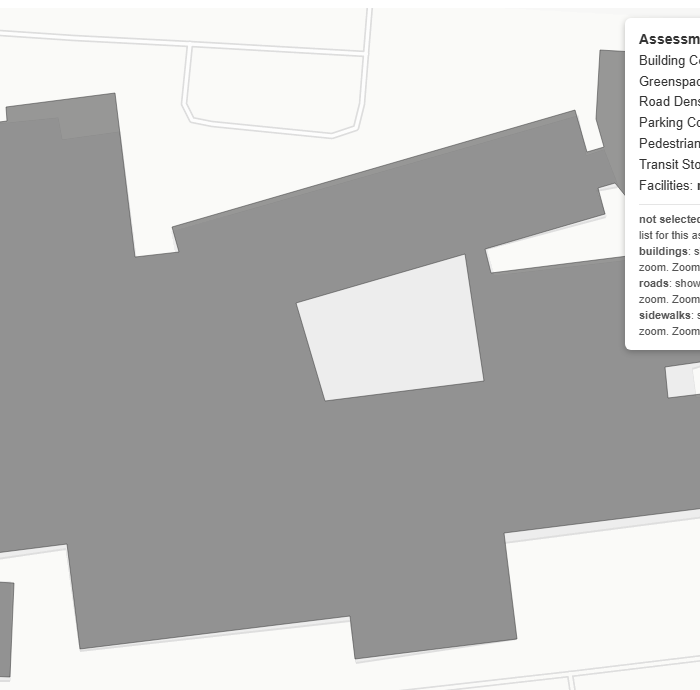 Assessm
Building Co
Greenspac
Road Dens
Parking Co
Pedestrian
Transit Sto
Facilities: n
not selected
list for this as
buildings: s
zoom. Zoom
roads: show
zoom. Zoom
sidewalks: s
zoom. Zoom